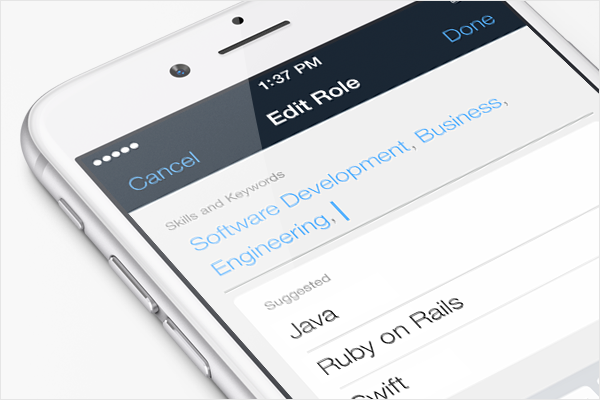 1:37 PM
Cancel
Edit Role
Done
Skills and Keywords
Software Development, Business,
Engineering,
Suggested
Java
Ruby on Rails
Swift